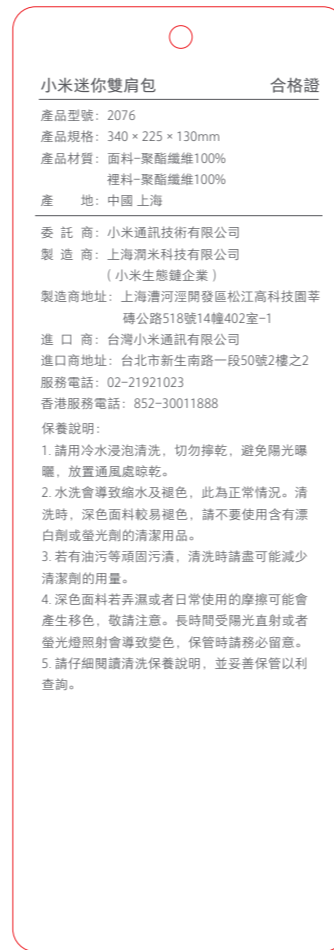 小米迷你雙肩包 合格證
產品型號：2076
產品規格：340 × 225 × 130mm
產品材質：面料-聚酯纖維100%
裡料-聚酯纖維100%
產 地：中國 上海
委 託 商：小米通訊技術有限公司
製 造 商：上海潤米科技有限公司
（小米生態鏈企業）
製造商地址：上海漕河涇開發區松江高科技園莘
磚公路518號14幢402室-1
進 口 商：台灣小米通訊有限公司
進口商地址：台北市新生南路一段50號2樓之2
服務電話：02-21921023
香港服務電話：852-30011888
保養說明：
1. 請用冷水浸泡清洗，切勿擰乾，避免陽光曝
曬，放置通風處晾乾。
2. 水洗會導致縮水及褪色，此為正常情況。清
洗時，深色面料較易褪色，請不要使用含有漂
白劑或螢光劑的清潔用品。
3. 若有油污等頑固污漬，清洗時請盡可能減少
清潔劑的用量。
4. 深色面料若弄濕或者日常使用的摩擦可能會
產生移色，敬請注意。長時間受陽光直射或者
螢光燈照射會導致變色，保管時請務必留意。
5. 請仔細閱讀清洗保養說明，並妥善保管以利
查詢。